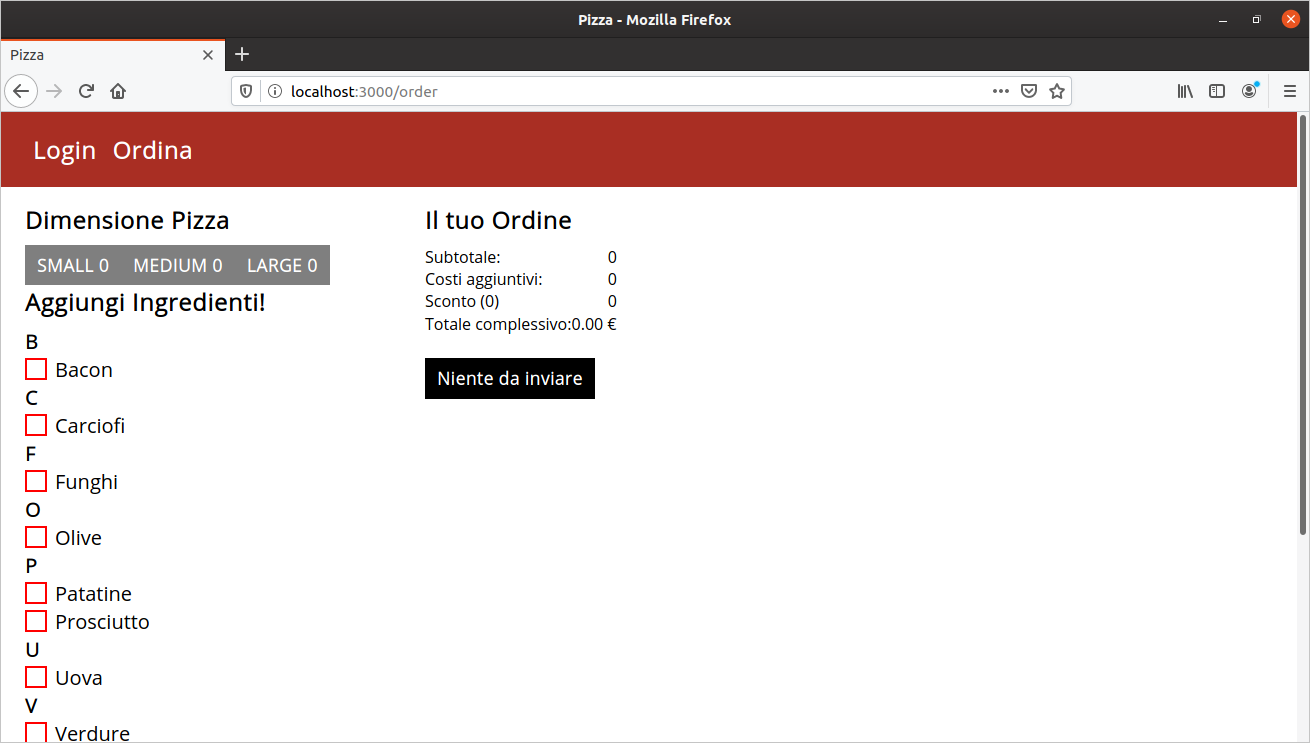 Pizza - Mozilla Firefox
Pizza
localhost:3000/order
Login Ordina
Dimensione Pizza
SMALL 0 MEDIUM 0 LARGE 0
Aggiungi Ingredienti!
B
Bacon
C
Carciofi
F
Funghi
O
Olive
P
Patatine
Prosciutto
U
Uova
V
Verdure
Il tuo Ordine
Subtotale: 0
Costi aggiuntivi: 0
Sconto (0) 0
Totale complessivo:0.00 €
Niente da inviare